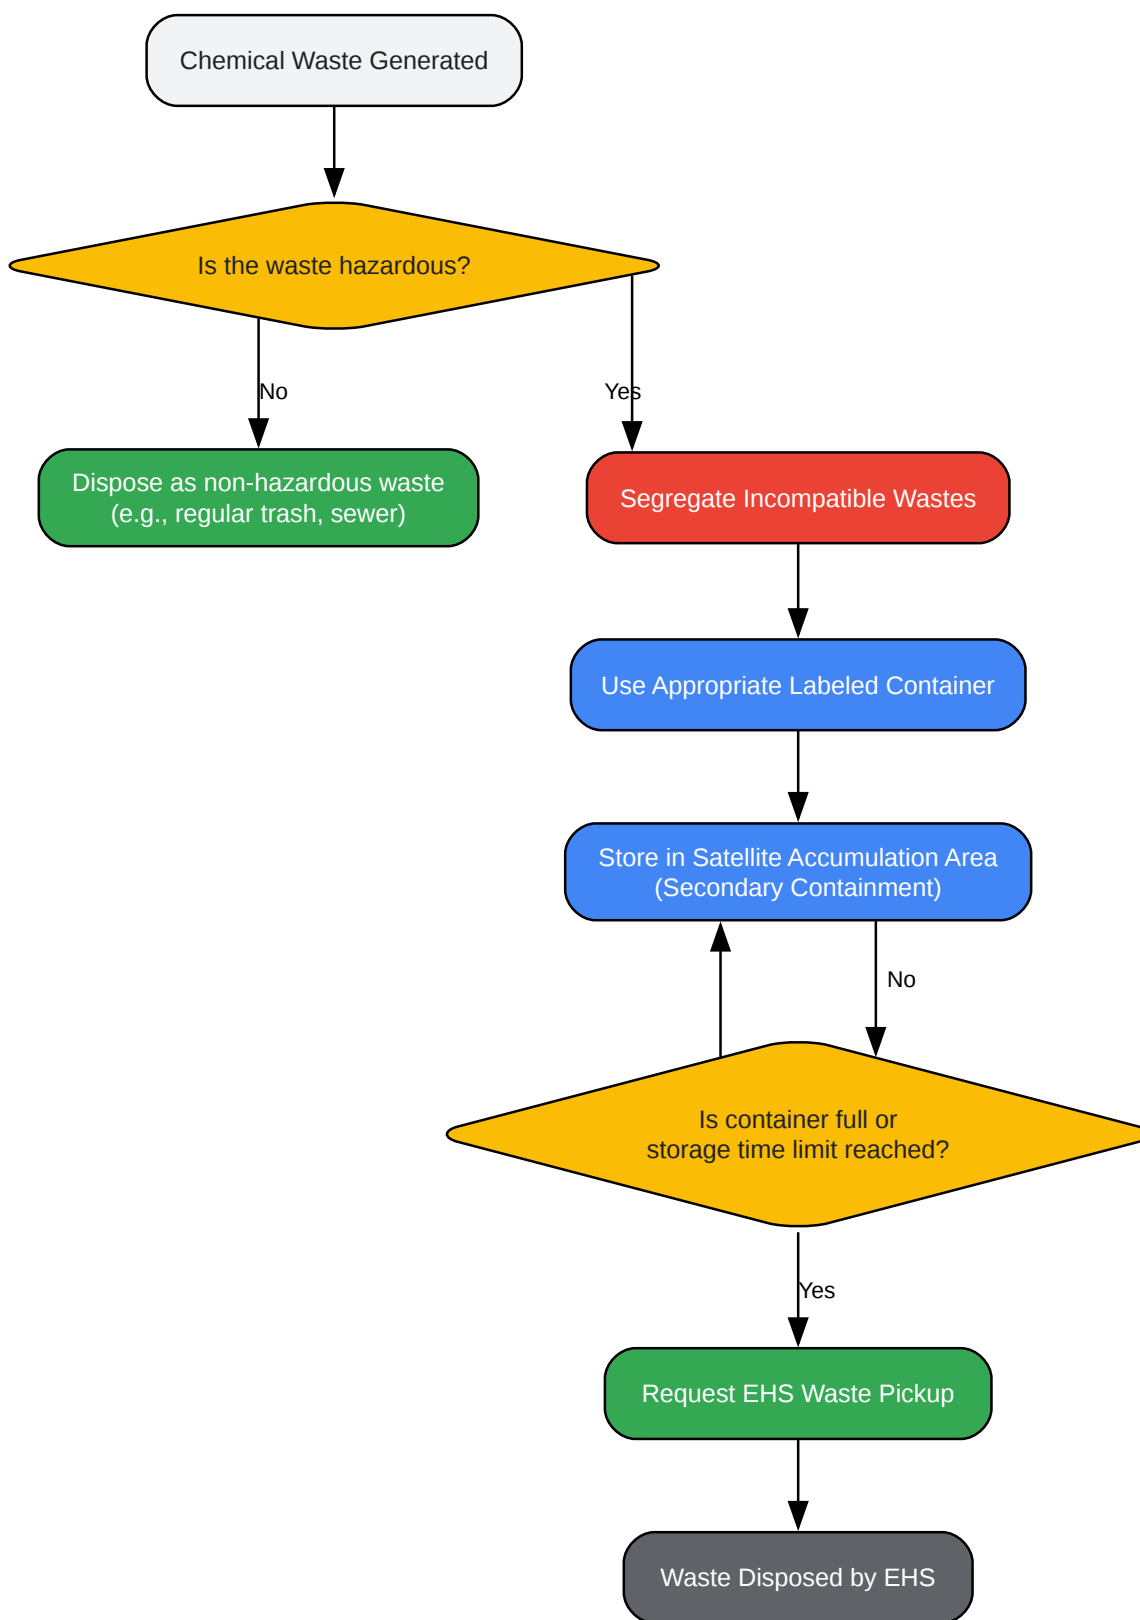 Chemical Waste Generated
Is the waste hazardous?
No
Yes
Dispose as non-hazardous waste
(e.g., regular trash, sewer)
Segregate Incompatible Wastes
Use Appropriate Labeled Container
Store in Satellite Accumulation Area
(Secondary Containment)
No
Is container full or
storage time limit reached?
Yes
Request EHS Waste Pickup
Waste Disposed by EHS